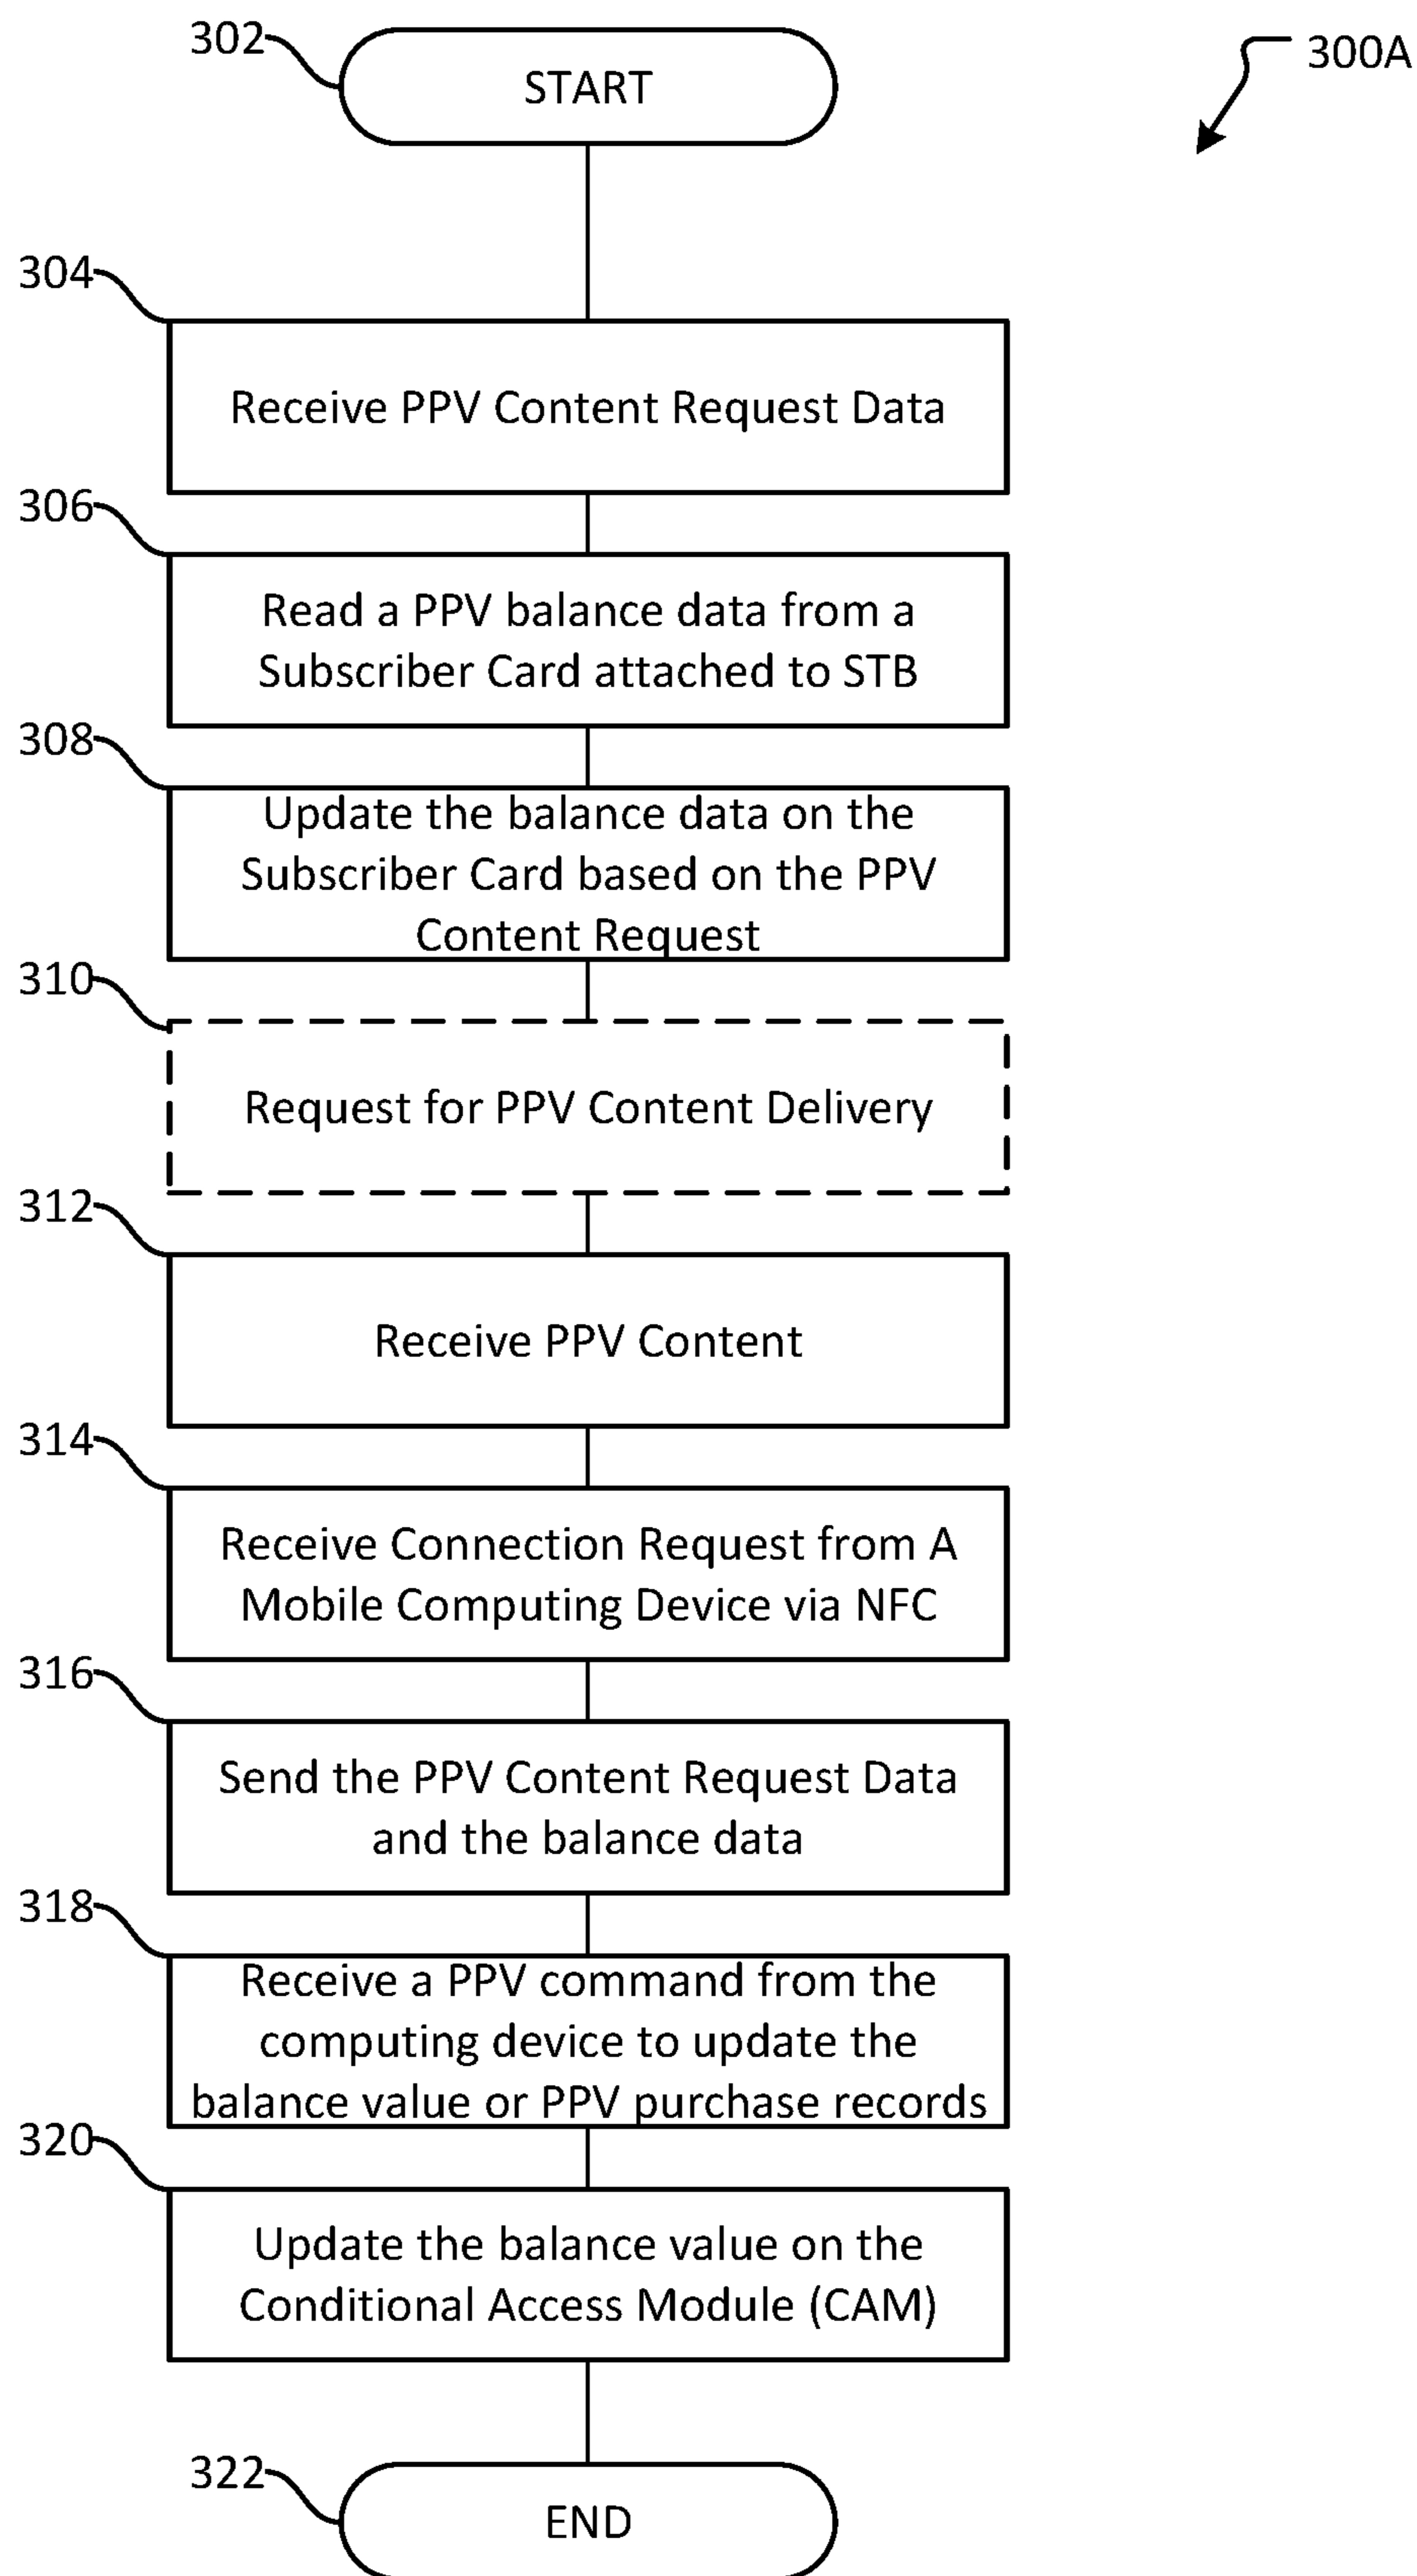 302
START
300A
304
Receive PPV Content Request Data
306
Read a PPV balance data from a
Subscriber Card attached to STB
308
Update the balance data on the
Subscriber Card based on the PPV
Content Request
310
Request for PPV Content Delivery
312
Receive PPV Content
314
Receive Connection Request from A
Mobile Computing Device via NFC
316
Send the PPV Content Request Data
and the balance data
318
Receive a PPV command from the
computing device to update the
balance value or PPV purchase records
320
Update the balance value on the
Conditional Access Module (CAM)
322
END